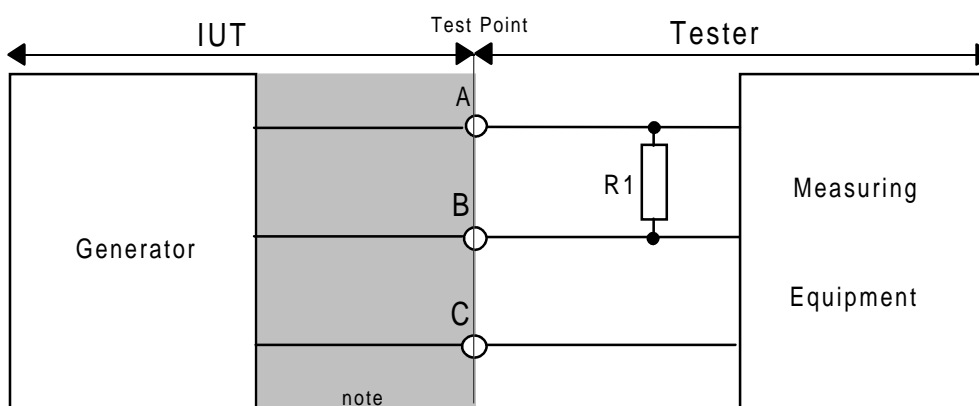 IUT
Test Point
Tester
A
R1
Measuring
B
Generator
Equipment
C
note